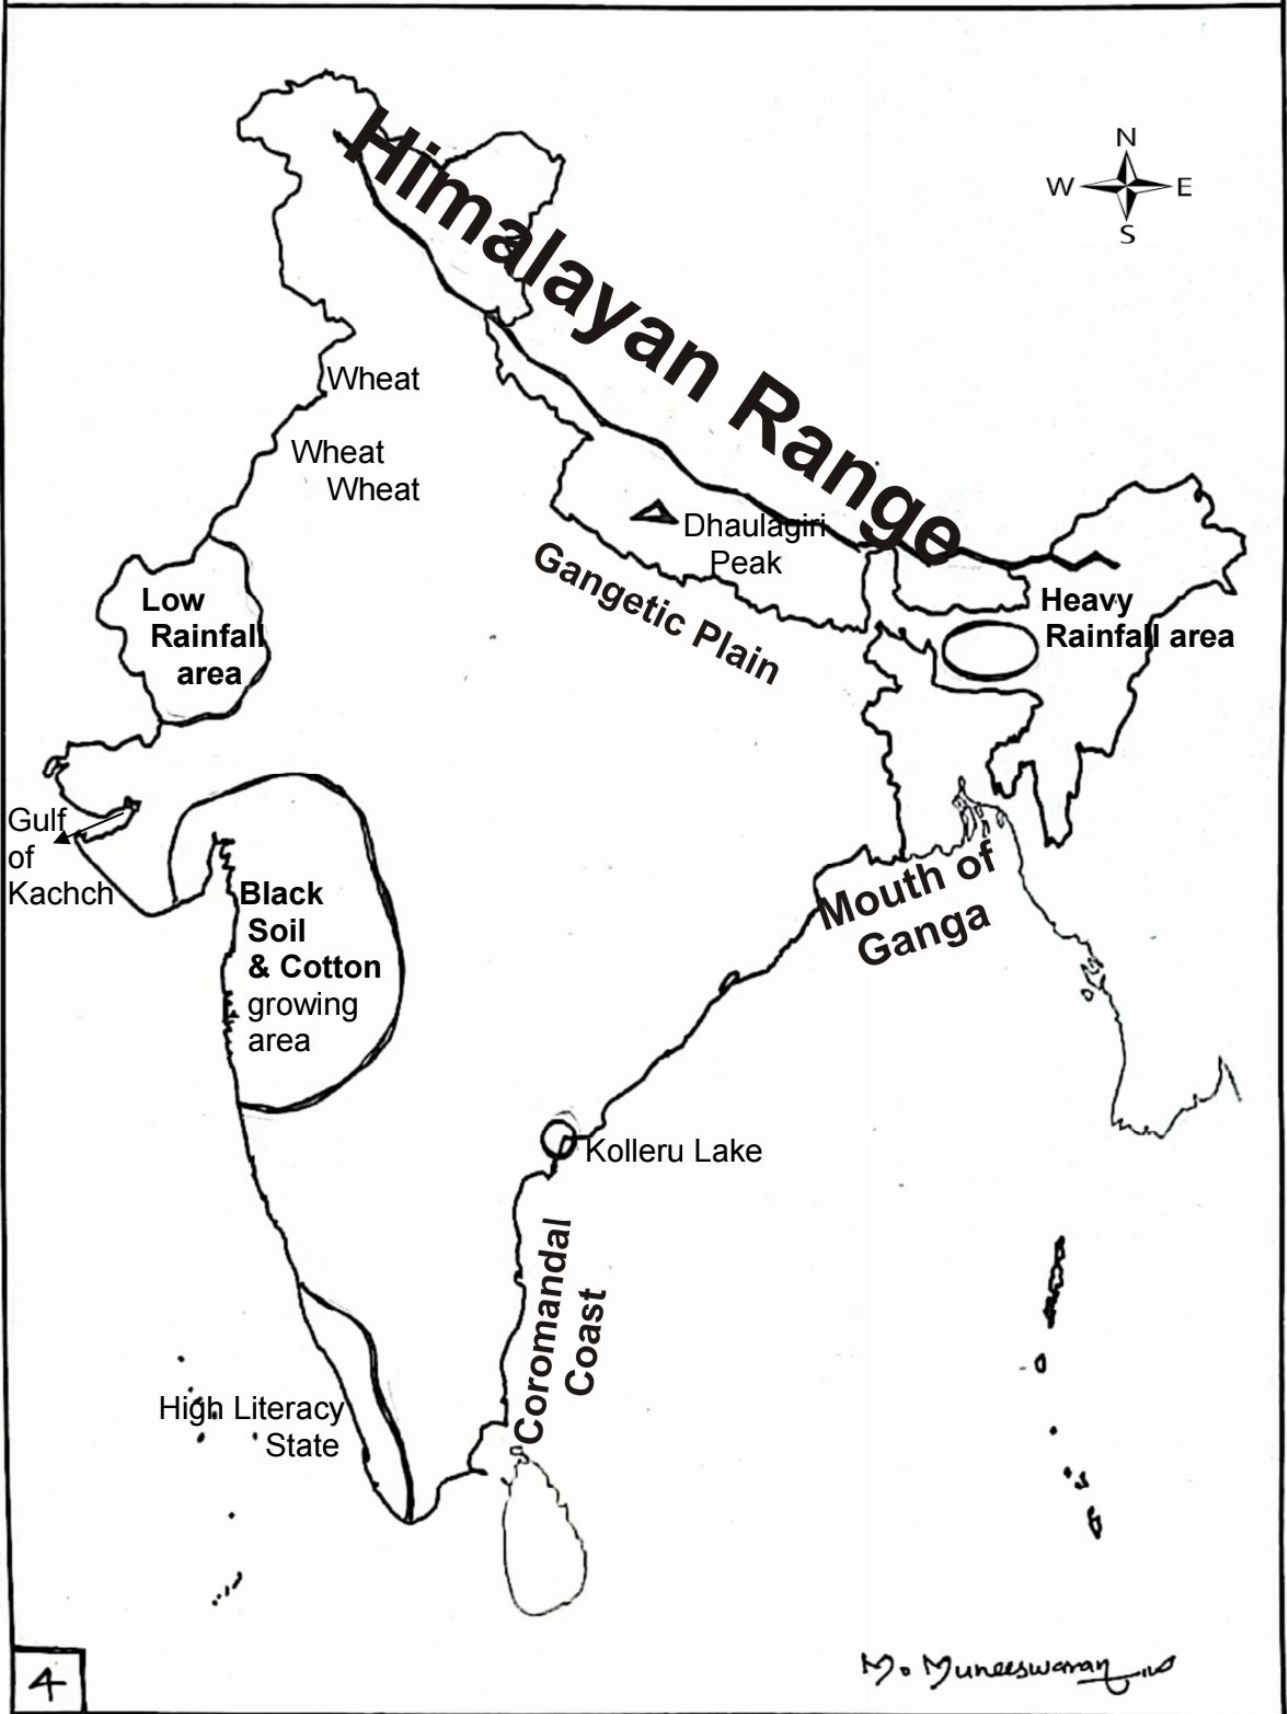 Himalayan Range
N
W E
S
Wheat
Wheat
Wheat
Dhaulagiri
Peak
Gangetic Plain
Low
Rainfall
area
Heavy
Rainfall area
Gulf
of
Kachch
Black
Soil
& Cotton
growing
area
Mouth of
Ganga
Kolleru Lake
Coromandal
Coast
High Literacy
State
4
M. Muneeswaran